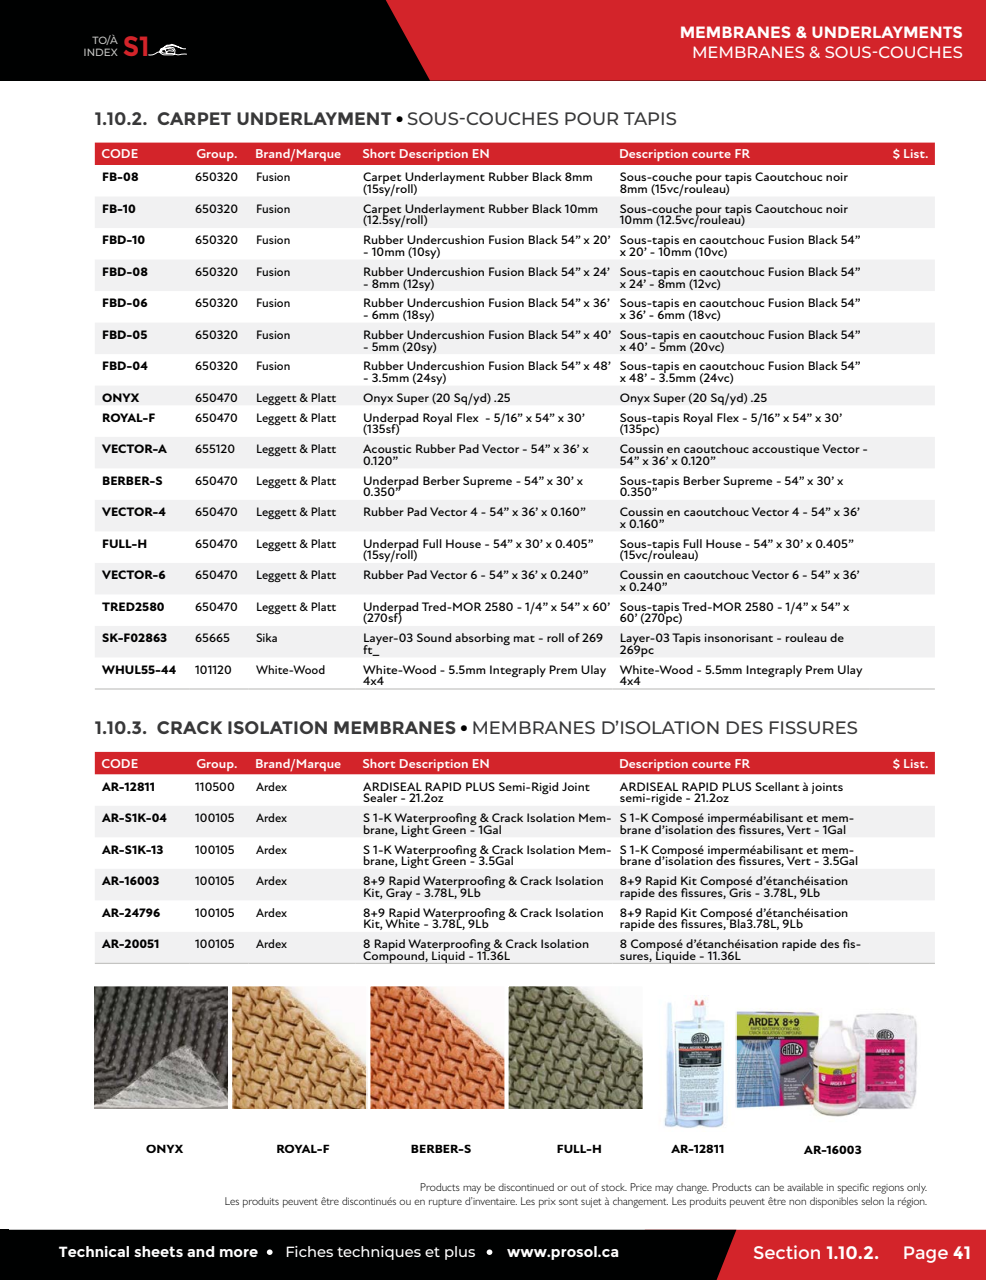 TO/À
INDEX S1
MEMBRANES & UNDERLAYMENTS
MEMBRANES & SOUS-COUCHES
1.10.2. CARPET UNDERLAYMENT • SOUS-COUCHES POUR TAPIS
CODE Group. Brand/Marque Short Description EN Description courte FR $ List.
FB-08 650320 Fusion Carpet Underlayment Rubber Black 8mm Sous-couche pour tapis Caoutchouc noir
(15sy/roll) 8mm (15vc/rouleau)
FB-10 650320 Fusion Carpet Underlayment Rubber Black 10mm Sous-couche pour tapis Caoutchouc noir
(12.5sy/roll) 10mm (12.5vc/rouleau)
FBD-10 650320 Fusion Rubber Undercushion Fusion Black 54” x 20’ Sous-tapis en caoutchouc Fusion Black 54”
- 10mm (10sy) x 20’ - 10mm (10vc)
FBD-08 650320 Fusion Rubber Undercushion Fusion Black 54” x 24’ Sous-tapis en caoutchouc Fusion Black 54”
- 8mm (12sy) x 24’ - 8mm (12vc)
FBD-06 650320 Fusion Rubber Undercushion Fusion Black 54” x 36’ Sous-tapis en caoutchouc Fusion Black 54”
- 6mm (18sy) x 36’ - 6mm (18vc)
FBD-05 650320 Fusion Rubber Undercushion Fusion Black 54” x 40’ Sous-tapis en caoutchouc Fusion Black 54”
- 5mm (20sy) x 40’ - 5mm (20vc)
FBD-04 650320 Fusion Rubber Undercushion Fusion Black 54” x 48’ Sous-tapis en caoutchouc Fusion Black 54”
- 3.5mm (24sy) x 48’ - 3.5mm (24vc)
ONYX 650470 Leggett & Platt Onyx Super (20 Sq/yd) .25 Onyx Super (20 Sq/yd) .25
ROYAL-F 650470 Leggett & Platt Underpad Royal Flex - 5/16” x 54” x 30’ Sous-tapis Royal Flex - 5/16” x 54” x 30’
(135sf) (135pc)
VECTOR-A 655120 Leggett & Platt Acoustic Rubber Pad Vector - 54” x 36’ x Coussin en caoutchouc accoustique Vector -
0.120” 54” x 36’ x 0.120”
BERBER-S 650470 Leggett & Platt Underpad Berber Supreme - 54” x 30’ x Sous-tapis Berber Supreme - 54” x 30’ x
0.350” 0.350”
VECTOR-4 650470 Leggett & Platt Rubber Pad Vector 4 - 54” x 36’ x 0.160” Coussin en caoutchouc Vector 4 - 54” x 36’
x 0.160”
FULL-H 650470 Leggett & Platt Underpad Full House - 54” x 30’ x 0.405” Sous-tapis Full House - 54” x 30’ x 0.405”
(15sy/roll) (15vc/rouleau)
VECTOR-6 650470 Leggett & Platt Rubber Pad Vector 6 - 54” x 36’ x 0.240” Coussin en caoutchouc Vector 6 - 54” x 36’
x 0.240”
TRED2580 650470 Leggett & Platt Underpad Tred-MOR 2580 - 1/4” x 54” x 60’ Sous-tapis Tred-MOR 2580 - 1/4” x 54” x
(270sf) 60’ (270pc)
SK-F02863 65665 Sika Layer-03 Sound absorbing mat - roll of 269 Layer-03 Tapis insonorisant - rouleau de
ft_ 269pc
WHUL55-44 101120 White-Wood White-Wood - 5.5mm Integraply Prem Ulay White-Wood - 5.5mm Integraply Prem Ulay
4x4 4x4
1.10.3. CRACK ISOLATION MEMBRANES • MEMBRANES D’ISOLATION DES FISSURES
CODE Group. Brand/Marque Short Description EN Description courte FR $ List.
AR-12811 110500 Ardex ARDISEAL RAPID PLUS Semi-Rigid Joint ARDISEAL RAPID PLUS Scellant à joints
Sealer - 21.2oz semi-rigide - 21.2oz
AR-S1K-04 100105 Ardex S 1-K Waterproofing & Crack Isolation Mem- S 1-K Composé imperméabilisant et mem-
brane, Light Green - 1Gal brane d’isolation des fissures, Vert - 1Gal
AR-S1K-13 100105 Ardex S 1-K Waterproofing & Crack Isolation Mem- S 1-K Composé imperméabilisant et mem-
brane, Light Green - 3.5Gal brane d’isolation des fissures, Vert - 3.5Gal
AR-16003 100105 Ardex 8+9 Rapid Waterproofing & Crack Isolation 8+9 Rapid Kit Composé d’étanchéisation
Kit, Gray - 3.78L, 9Lb rapide des fissures, Gris - 3.78L, 9Lb
AR-24796 100105 Ardex 8+9 Rapid Waterproofing & Crack Isolation 8+9 Rapid Kit Composé d’étanchéisation
Kit, White - 3.78L, 9Lb rapide des fissures, Bla3.78L, 9Lb
AR-20051 100105 Ardex 8 Rapid Waterproofing & Crack Isolation 8 Composé d’étanchéisation rapide des fis-
Compound, Liquid - 11.36L sures, Liquide - 11.36L
ARDEX 8+9
ARDEX
ONYX ROYAL-F BERBER-S FULL-H AR-12811 AR-16003
Products may be discontinued or out of stock. Price may change. Products can be available in specific regions only.
Les produits peuvent être discontinués ou en rupture d’inventaire. Les prix sont sujet à changement. Les produits peuvent être non disponibles selon la région.
Technical sheets and more • Fiches techniques et plus • www.prosol.ca
Section 1.10.2. Page 41